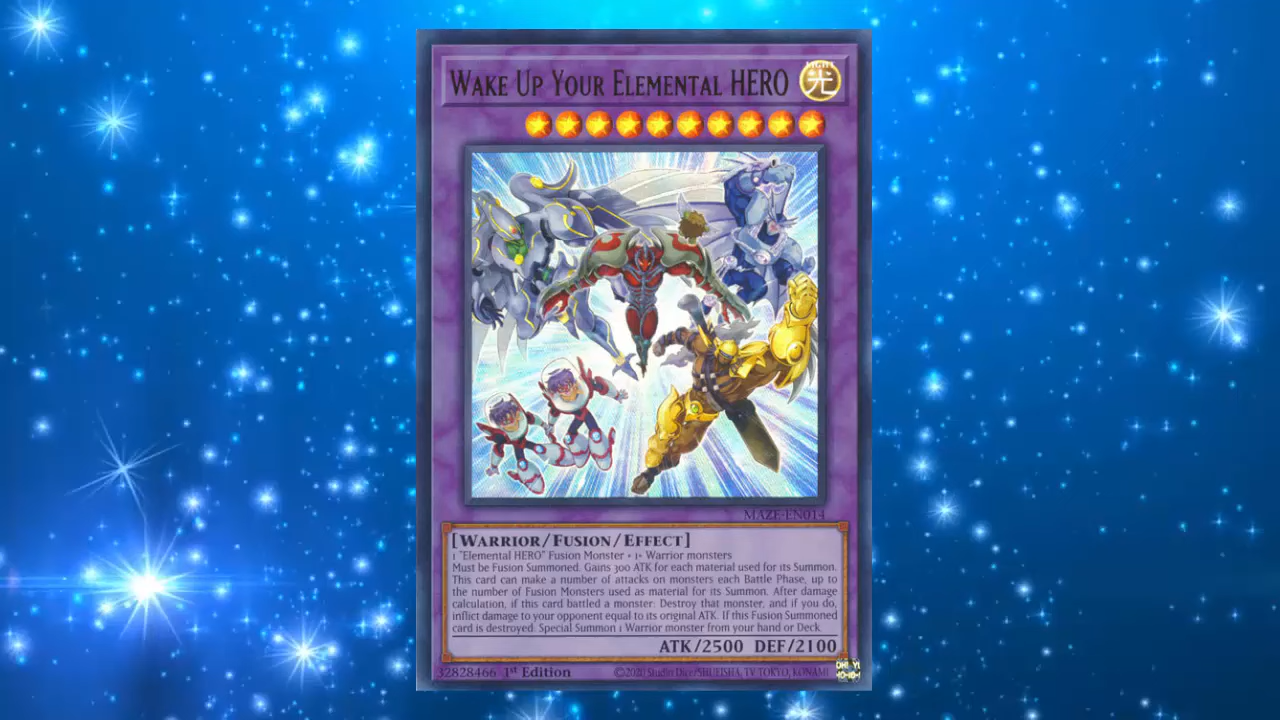 WAKE UP YOUR ELEMENTAL HERO
LIGHT
光
MAZE-EN014
[WARRIOR/FUSION/EFFECT]
1 "Elemental HERO" Fusion Monster + 1+ Warrior monsters
Must be Fusion Summoned. Gains 300 ATK for each material used for its Summon.
This card can make a number of attacks on monsters each Battle Phase, up to
the number of Fusion Monsters used as material for its Summon. After damage
calculation, if this card battled a monster: Destroy that monster, and if you do,
inflict damage to your opponent equal to its original ATK. If this Fusion Summoned
card is destroyed: Special Summon 1 Warrior monster from your hand or Deck.
ATK/2500 DEF/2100
32828466 1st Edition ©2020 Studio Dice/SHUEISHA, TV TOKYO, KONAMI